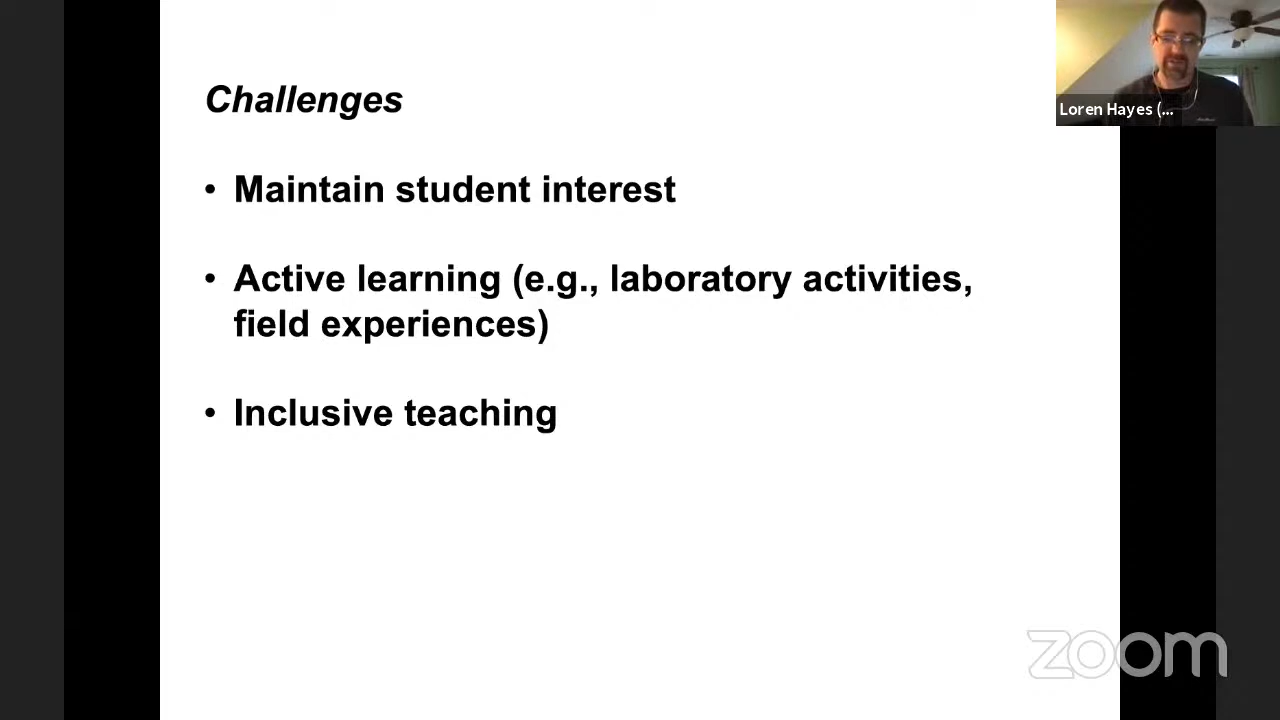 Challenges
• Maintain student interest
• Active learning (e.g., laboratory activities,
field experiences)
• Inclusive teaching
Loren Hayes (...
zoom